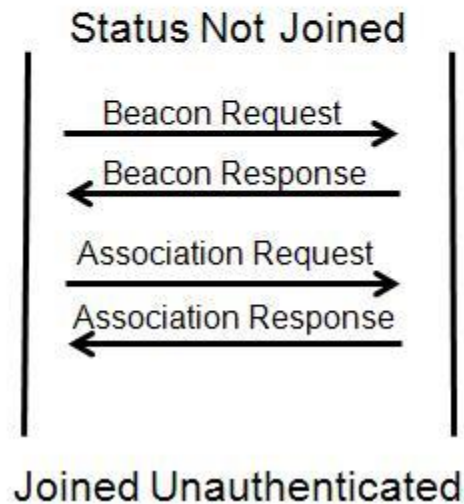 Status Not Joined
Beacon Request
Beacon Response
Association Request
Association Response
Joined Unauthenticated